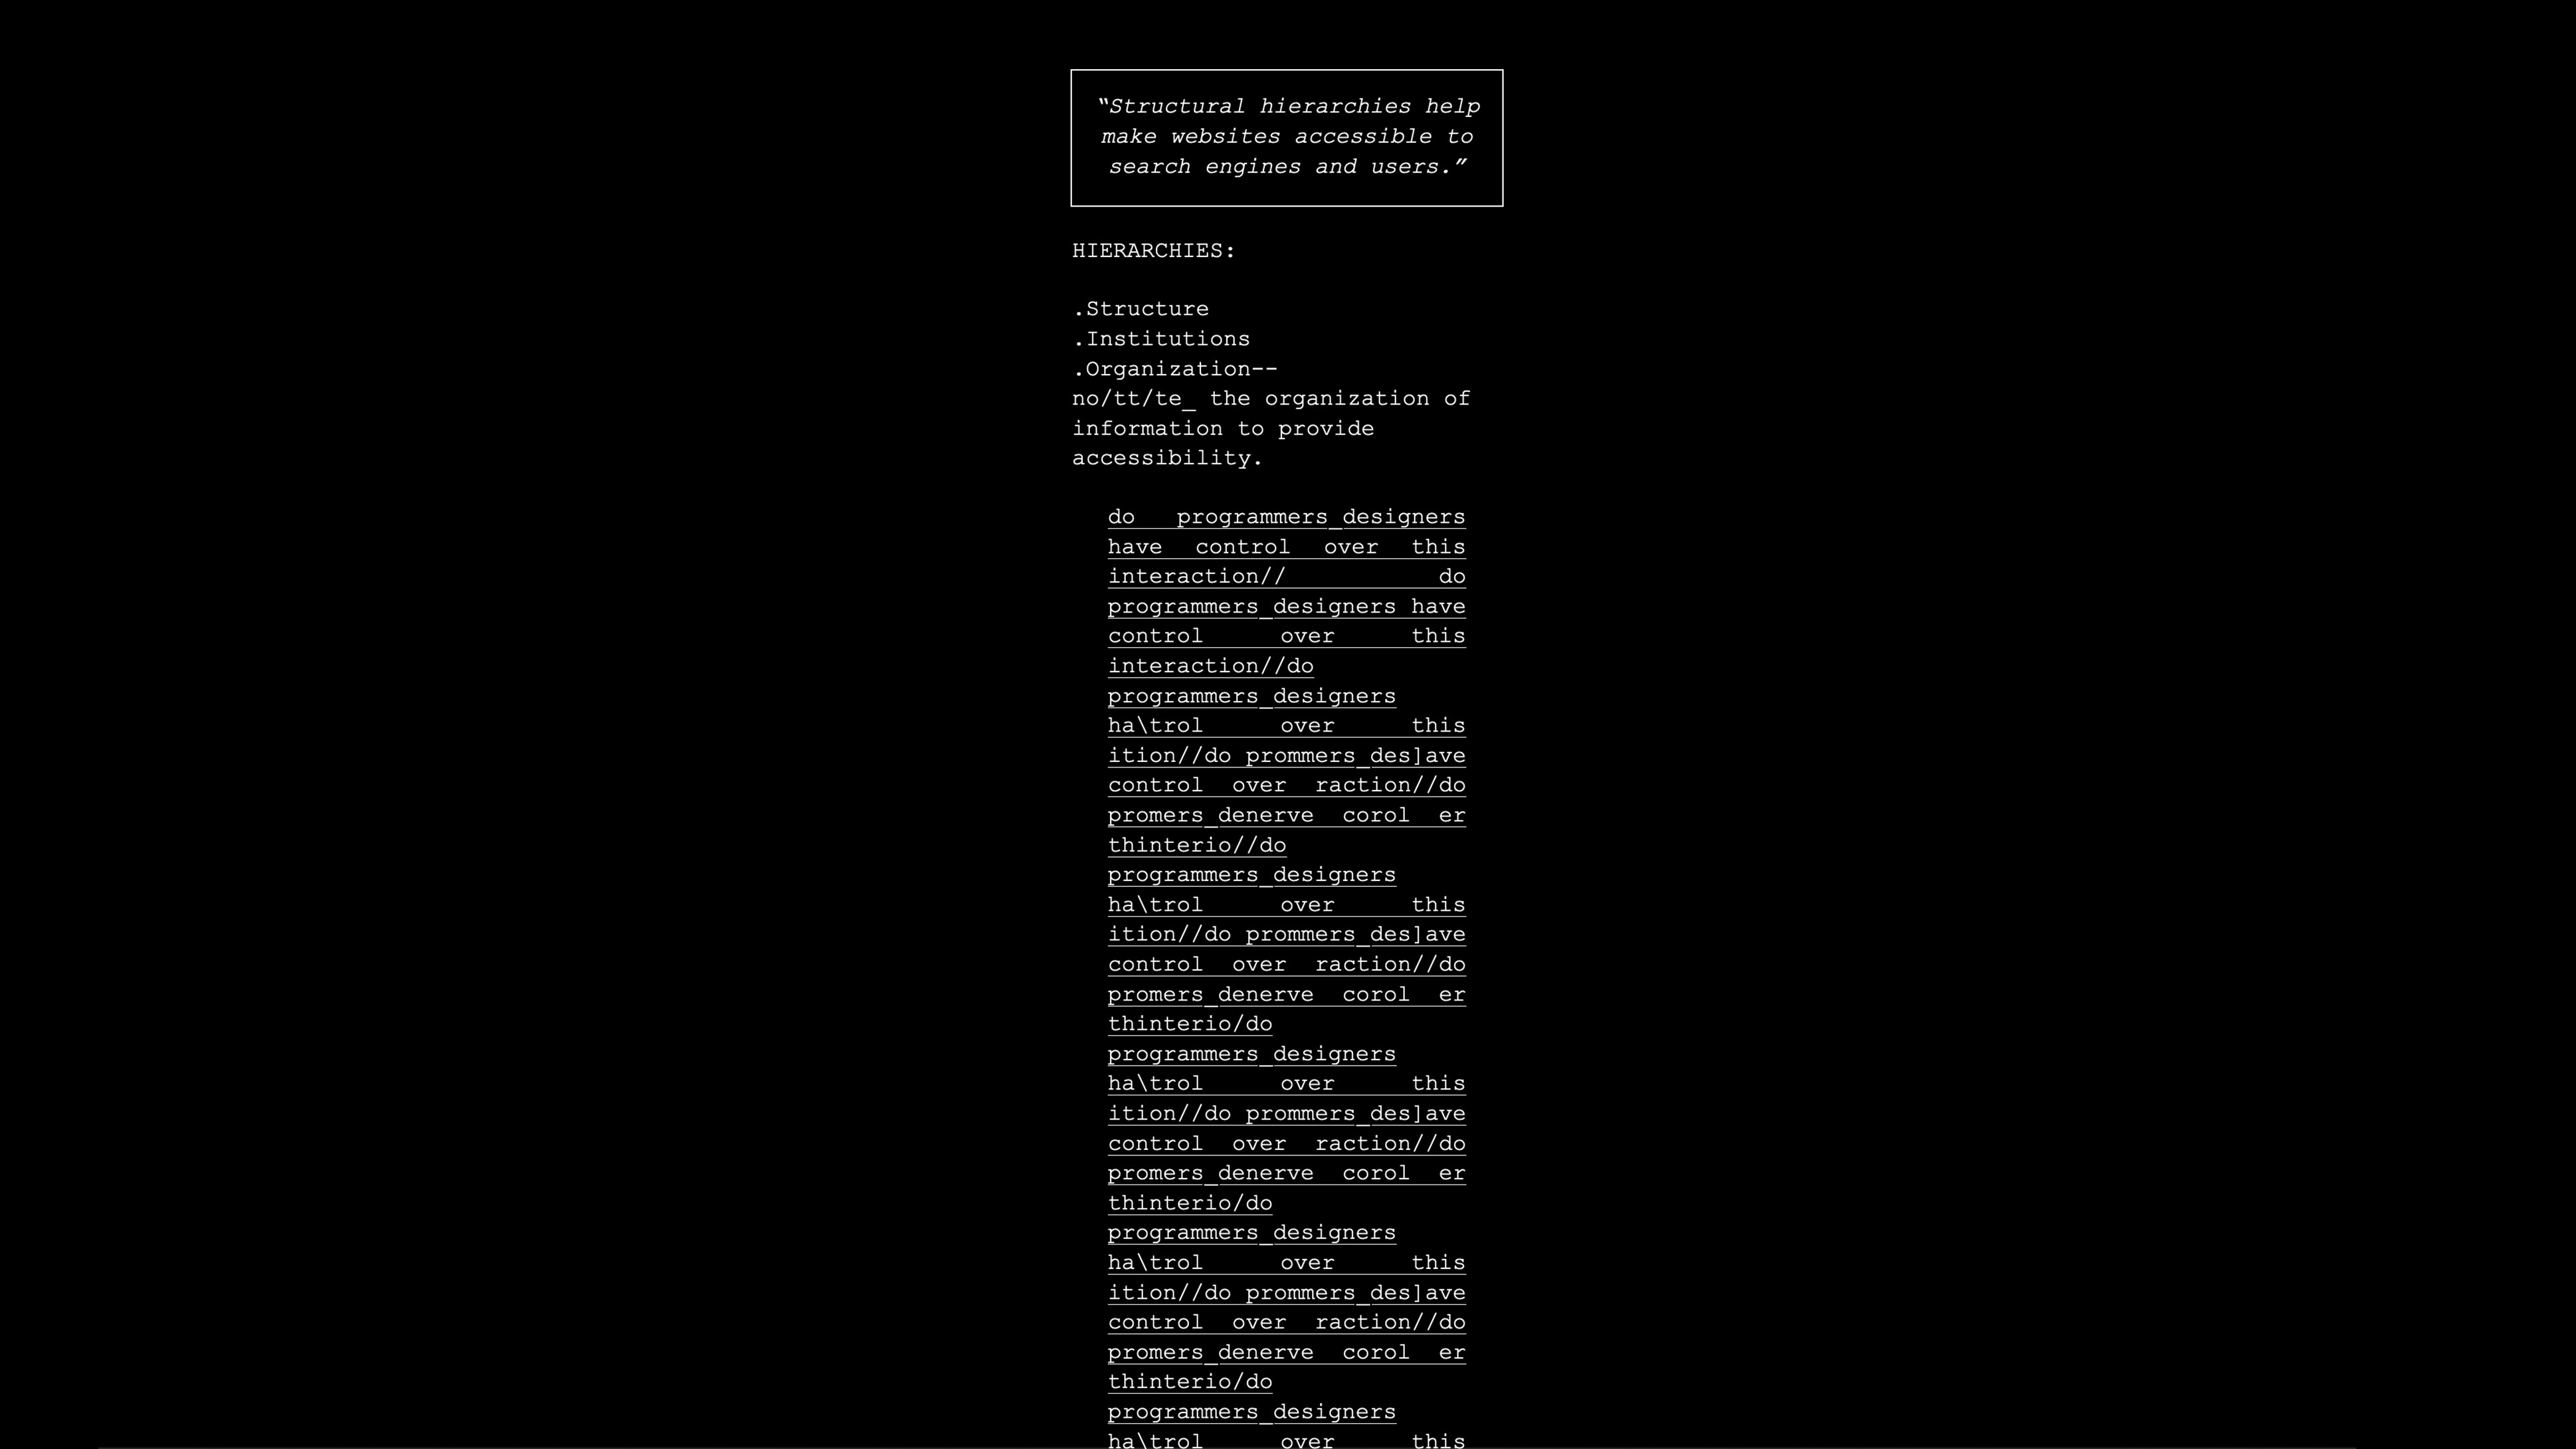 “Structural hierarchies help
make websites accessible to
search engines and users.”
HIERARCHIES:
.Structure
.Institutions
.Organization--
no/tt/te_ the organization of
information to provide
accessibility.
do programmers_designers
have control over this
interaction// do
programmers_designers have
control over this
interaction//do
programmers_designers
ha\trol over this
ition//do prommers_des]ave
control over raction//do
promers_denerve corol er
thinterio//do
programmers_designers
ha\trol over this
ition//do prommers_des]ave
control over raction//do
promers_denerve corol er
thinterio/do
programmers_designers
ha\trol over this
ition//do prommers_des]ave
control over raction//do
promers_denerve corol er
thinterio/do
programmers_designers
ha\trol over this
ition//do prommers_des]ave
control over raction//do
promers_denerve corol er
thinterio/do
programmers_designers
ha\trol over this